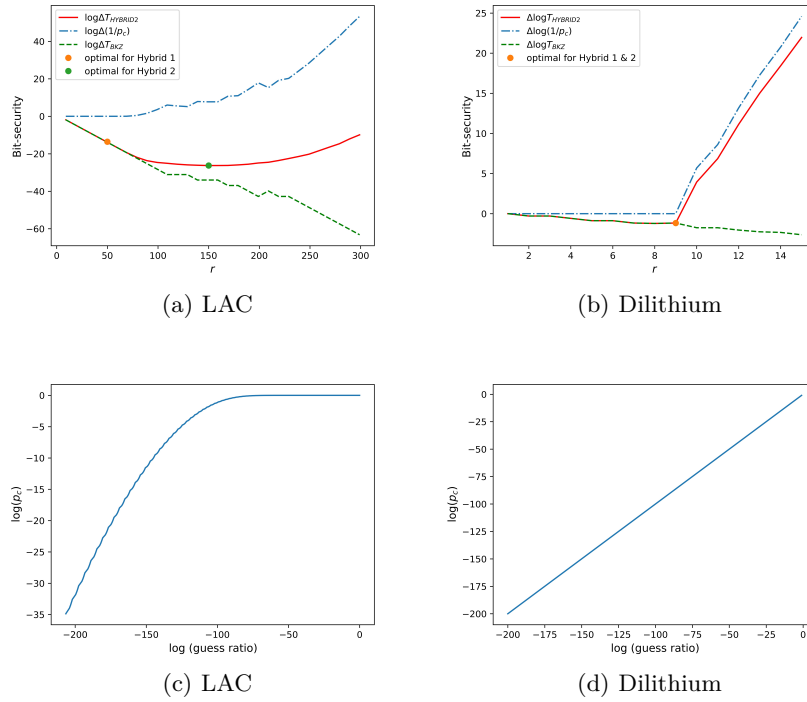 logΔT_HYBRID2
logΔ(1/p_c)
logΔT_BKZ
optimal for Hybrid 1
optimal for Hybrid 2
Bit-security
40
20
0
−20
−40
−60
0 50 100 150 200 250 300
r
(a) LAC
ΔlogT_HYBRID2
Δlog(1/p_c)
ΔlogT_BKZ
optimal for Hybrid 1 & 2
Bit-security
25
20
15
10
5
0
2 4 6 8 10 12 14
r
(b) Dilithium
log(p_c)
0
−5
−10
−15
−20
−25
−30
−35
−200 −150 −100 −50 0
log (guess ratio)
(c) LAC
log(p_c)
0
−25
−50
−75
−100
−125
−150
−175
−200
−200 −175 −150 −125 −100 −75 −50 −25 0
log (guess ratio)
(d) Dilithium